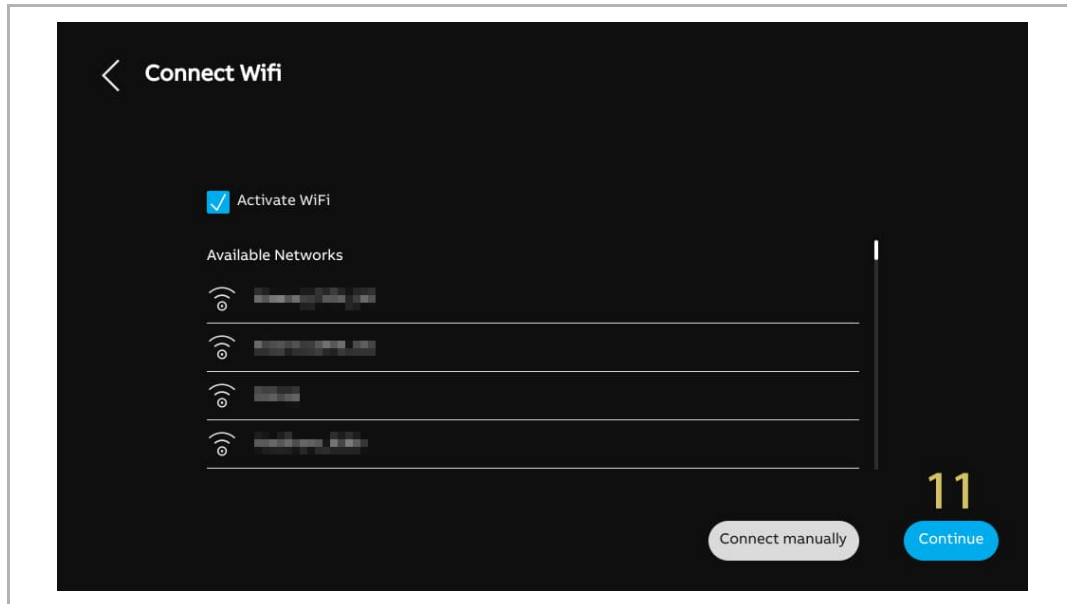 Connect Wifi
Activate WiFi
Available Networks
11
Connect manually
Continue